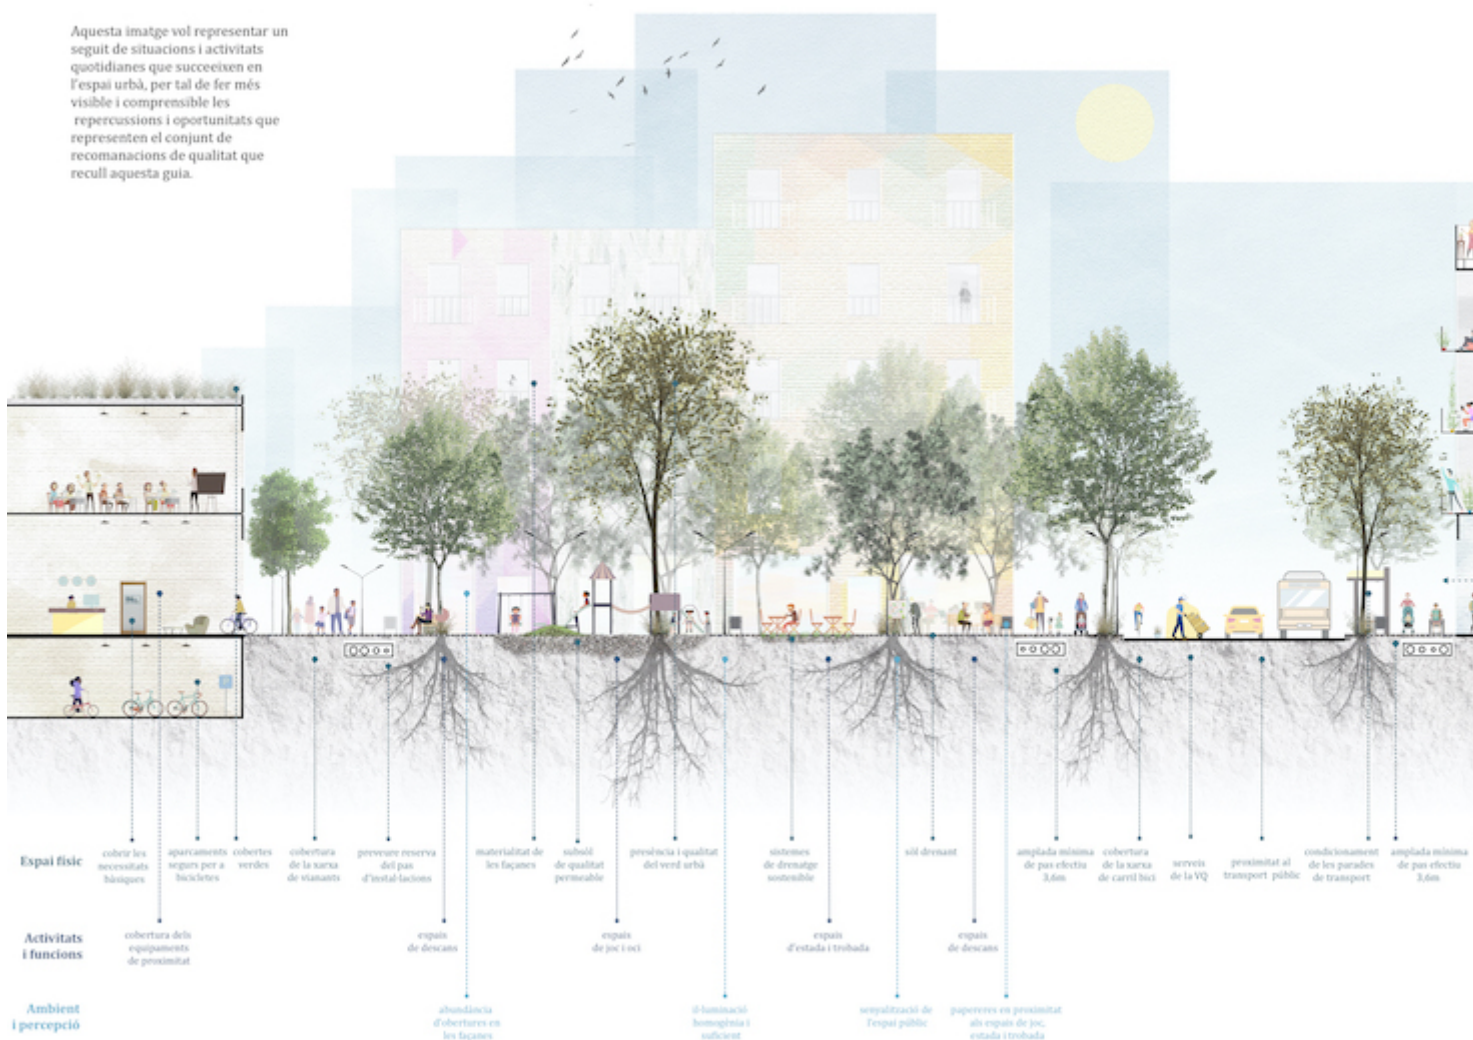 Aquesta imatge vol representar un
seguit de situacions i activitats
quotidianes que succeeixen en
l'espai urbà, per tal de fer més
visible i comprensible les
repercussions i oportunitats que
representen el conjunt de
recomanacions de qualitat que
recull aquesta guia.
Espai físic
cobrir les
necessitats
bàsiques
aparcaments
segurs per a
bicicletes
cobertes
verdes
cobertura
de la xarxa
de vianants
preveure reserva
del pas
d'instal·lacions
materialitat de
les façanes
subsòl
de qualitat
permeable
presència i qualitat
del verd urbà
sistemes
de drenatge
sostenible
sòl drenant
amplada mínima
de pas efectiu
3,6m
cobertura
de la xarxa
de carril bici
serveis
de la VQ
proximitat al
transport públic
condicionament
de les parades
de transport
amplada mínima
de pas efectiu
3,6m
Activitats
i funcions
cobertura dels
equipaments
de proximitat
espais
de descans
espais
de joc i oci
espais
d'estada i trobada
espais
de descans
Ambient
i percepció
abundància
d'obertures en
les façanes
il·luminació
homogènia i
suficient
senyalització de
l'espai públic
papereres en proximitat
als espais de joc,
estada i trobada